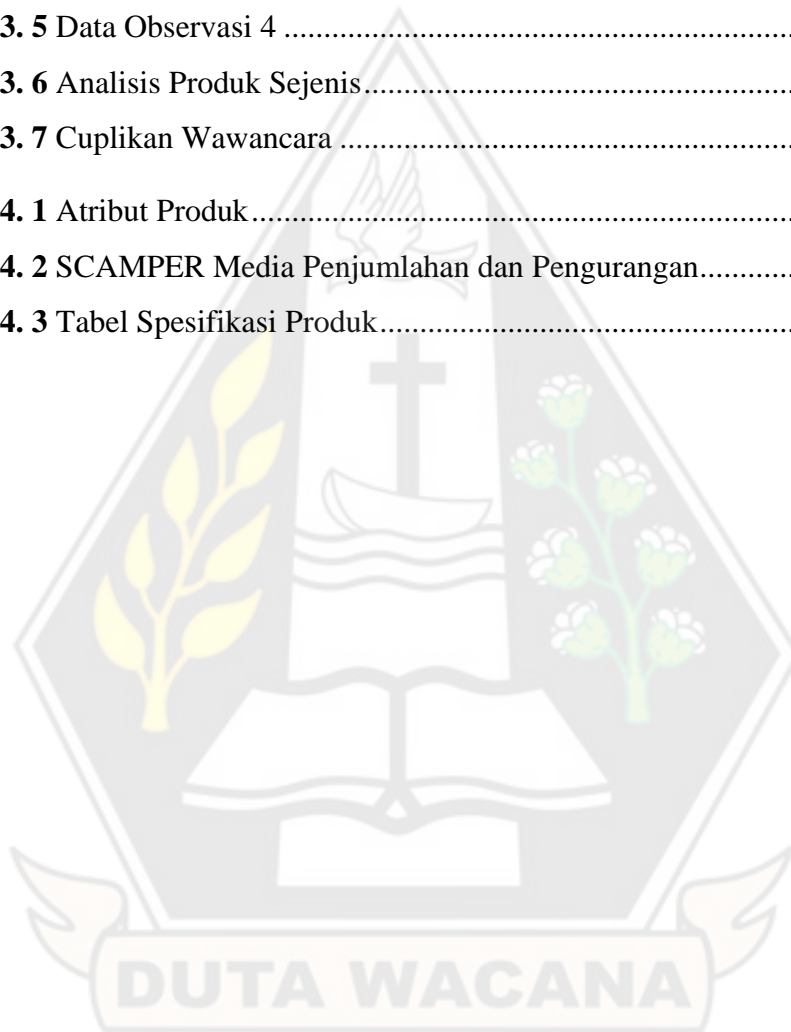 3. 5 Data Observasi 4 ....................................................................
3. 6 Analisis Produk Sejenis..........................................................
3. 7 Cuplikan Wawancara .............................................................
4. 1 Atribut Produk........................................................................
4. 2 SCAMPER Media Penjumlahan dan Pengurangan............
4. 3 Tabel Spesifikasi Produk........................................................
DUTA WACANA